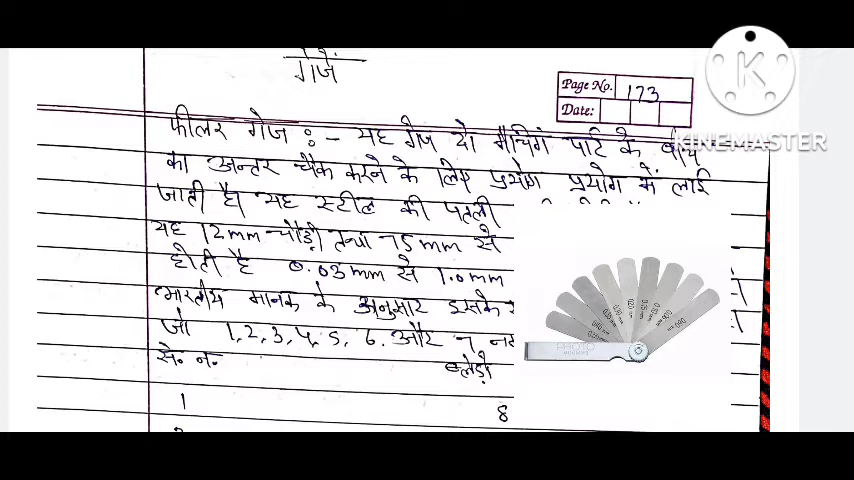 गेज
Page No. 173
Date:
K
KINEMASTER
फीलर गेज :- यह गेज दो मैचिंग पार्ट के बीच
का अन्तर चैक करने के लिए प्रयोग प्रयोग में लाई
जाती है। यह स्टील की पतली
यह 12mm चौड़ी तथा 75mm से
होती है 0.03mm से 1.0mm
भारतीय मानक के अनुसार इसके
जो 1,2,3,4,5,6. और 7
से. न. ब्लेड़ो
1 8